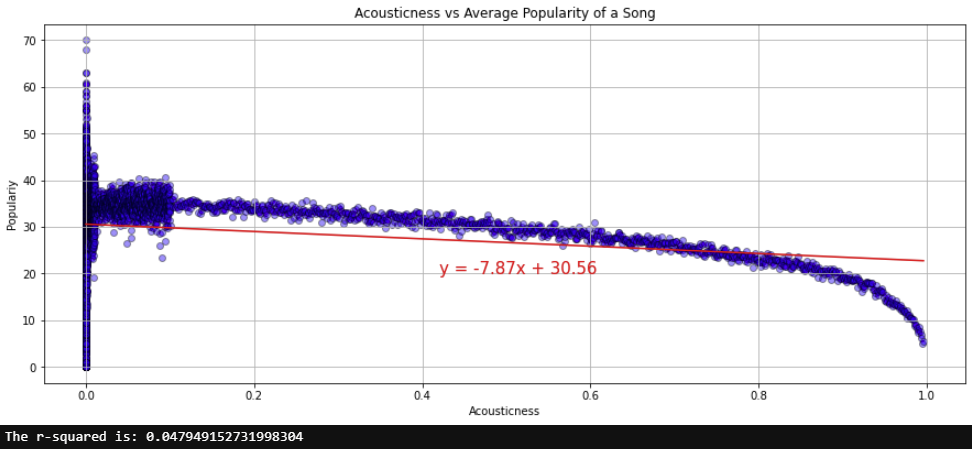 Acousticness vs Average Popularity of a Song
70
60
50
40
30
20
10
0
Populariy
y = -7.87x + 30.56
0.0 0.2 0.4 0.6 0.8 1.0
Acousticness
The r-squared is: 0.047949152731998304